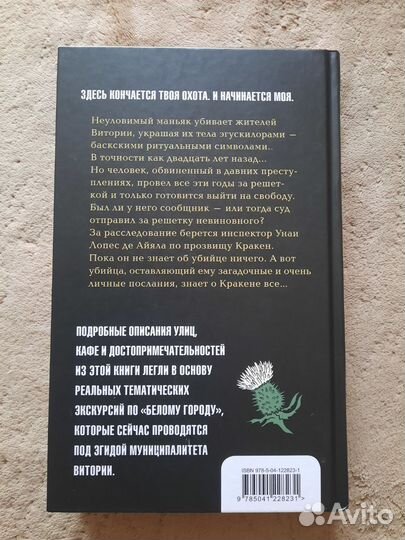 ЗДЕСЬ КОНЧАЕТСЯ ТВОЯ ОХОТА. И НАЧИНАЕТСЯ МОЯ.
Неуловимый маньяк убивает жителей
Витории, украшая их тела эгускилорами —
баскскими ритуальными символами..
В точности как двадцать лет назад...
Но человек, обвиненный в давних престу-
плениях, провел все эти годы за решет-
кой и только готовится выйти на свободу.
Был ли у него сообщник — или тогда суд
отправил за решетку невиновного?
За расследование берется инспектор Унаи
Лопес де Айяла по прозвищу Кракен.
Пока он не знает об убийце ничего. А вот
убийца, оставляющий ему загадочные и очень
личные послания, знает о Кракене все...
ПОДРОБНЫЕ ОПИСАНИЯ УЛИЦ,
КАФЕ И ДОСТОПРИМЕЧАТЕЛЬНОСТЕЙ
ИЗ ЭТОЙ КНИГИ ЛЕГЛИ В ОСНОВУ
РЕАЛЬНЫХ ТЕМАТИЧЕСКИХ
ЭКСКУРСИЙ ПО «БЕЛОМУ ГОРОДУ»,
КОТОРЫЕ СЕЙЧАС ПРОВОДЯТСЯ
ПОД ЭГИДОЙ МУНИЦИПАЛИТЕТА
ВИТОРИИ.
ISBN 978-5-04-122823-1
9 785041 228231 >
Avito